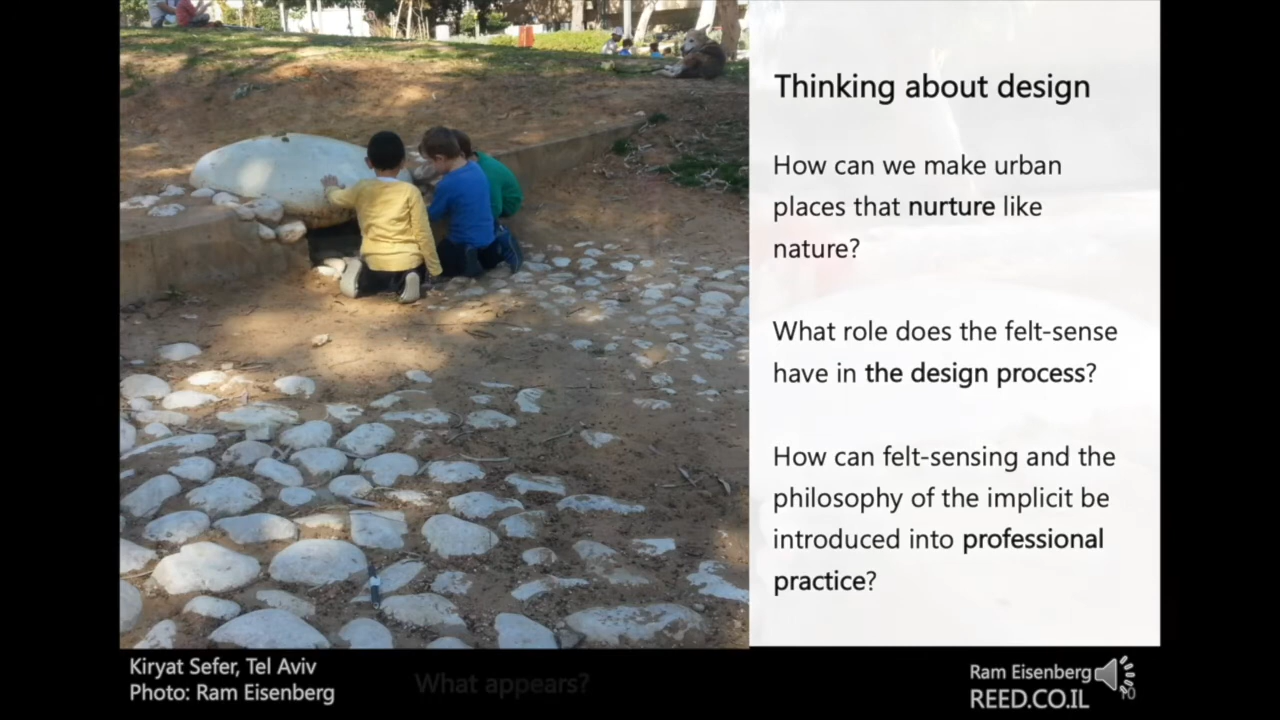 Thinking about design
How can we make urban
places that nurture like
nature?
What role does the felt-sense
have in the design process?
How can felt-sensing and the
philosophy of the implicit be
introduced into professional
practice?
Kiryat Sefer, Tel Aviv
Photo: Ram Eisenberg
What appears?
Ram Eisenberg
REED.CO.IL
10